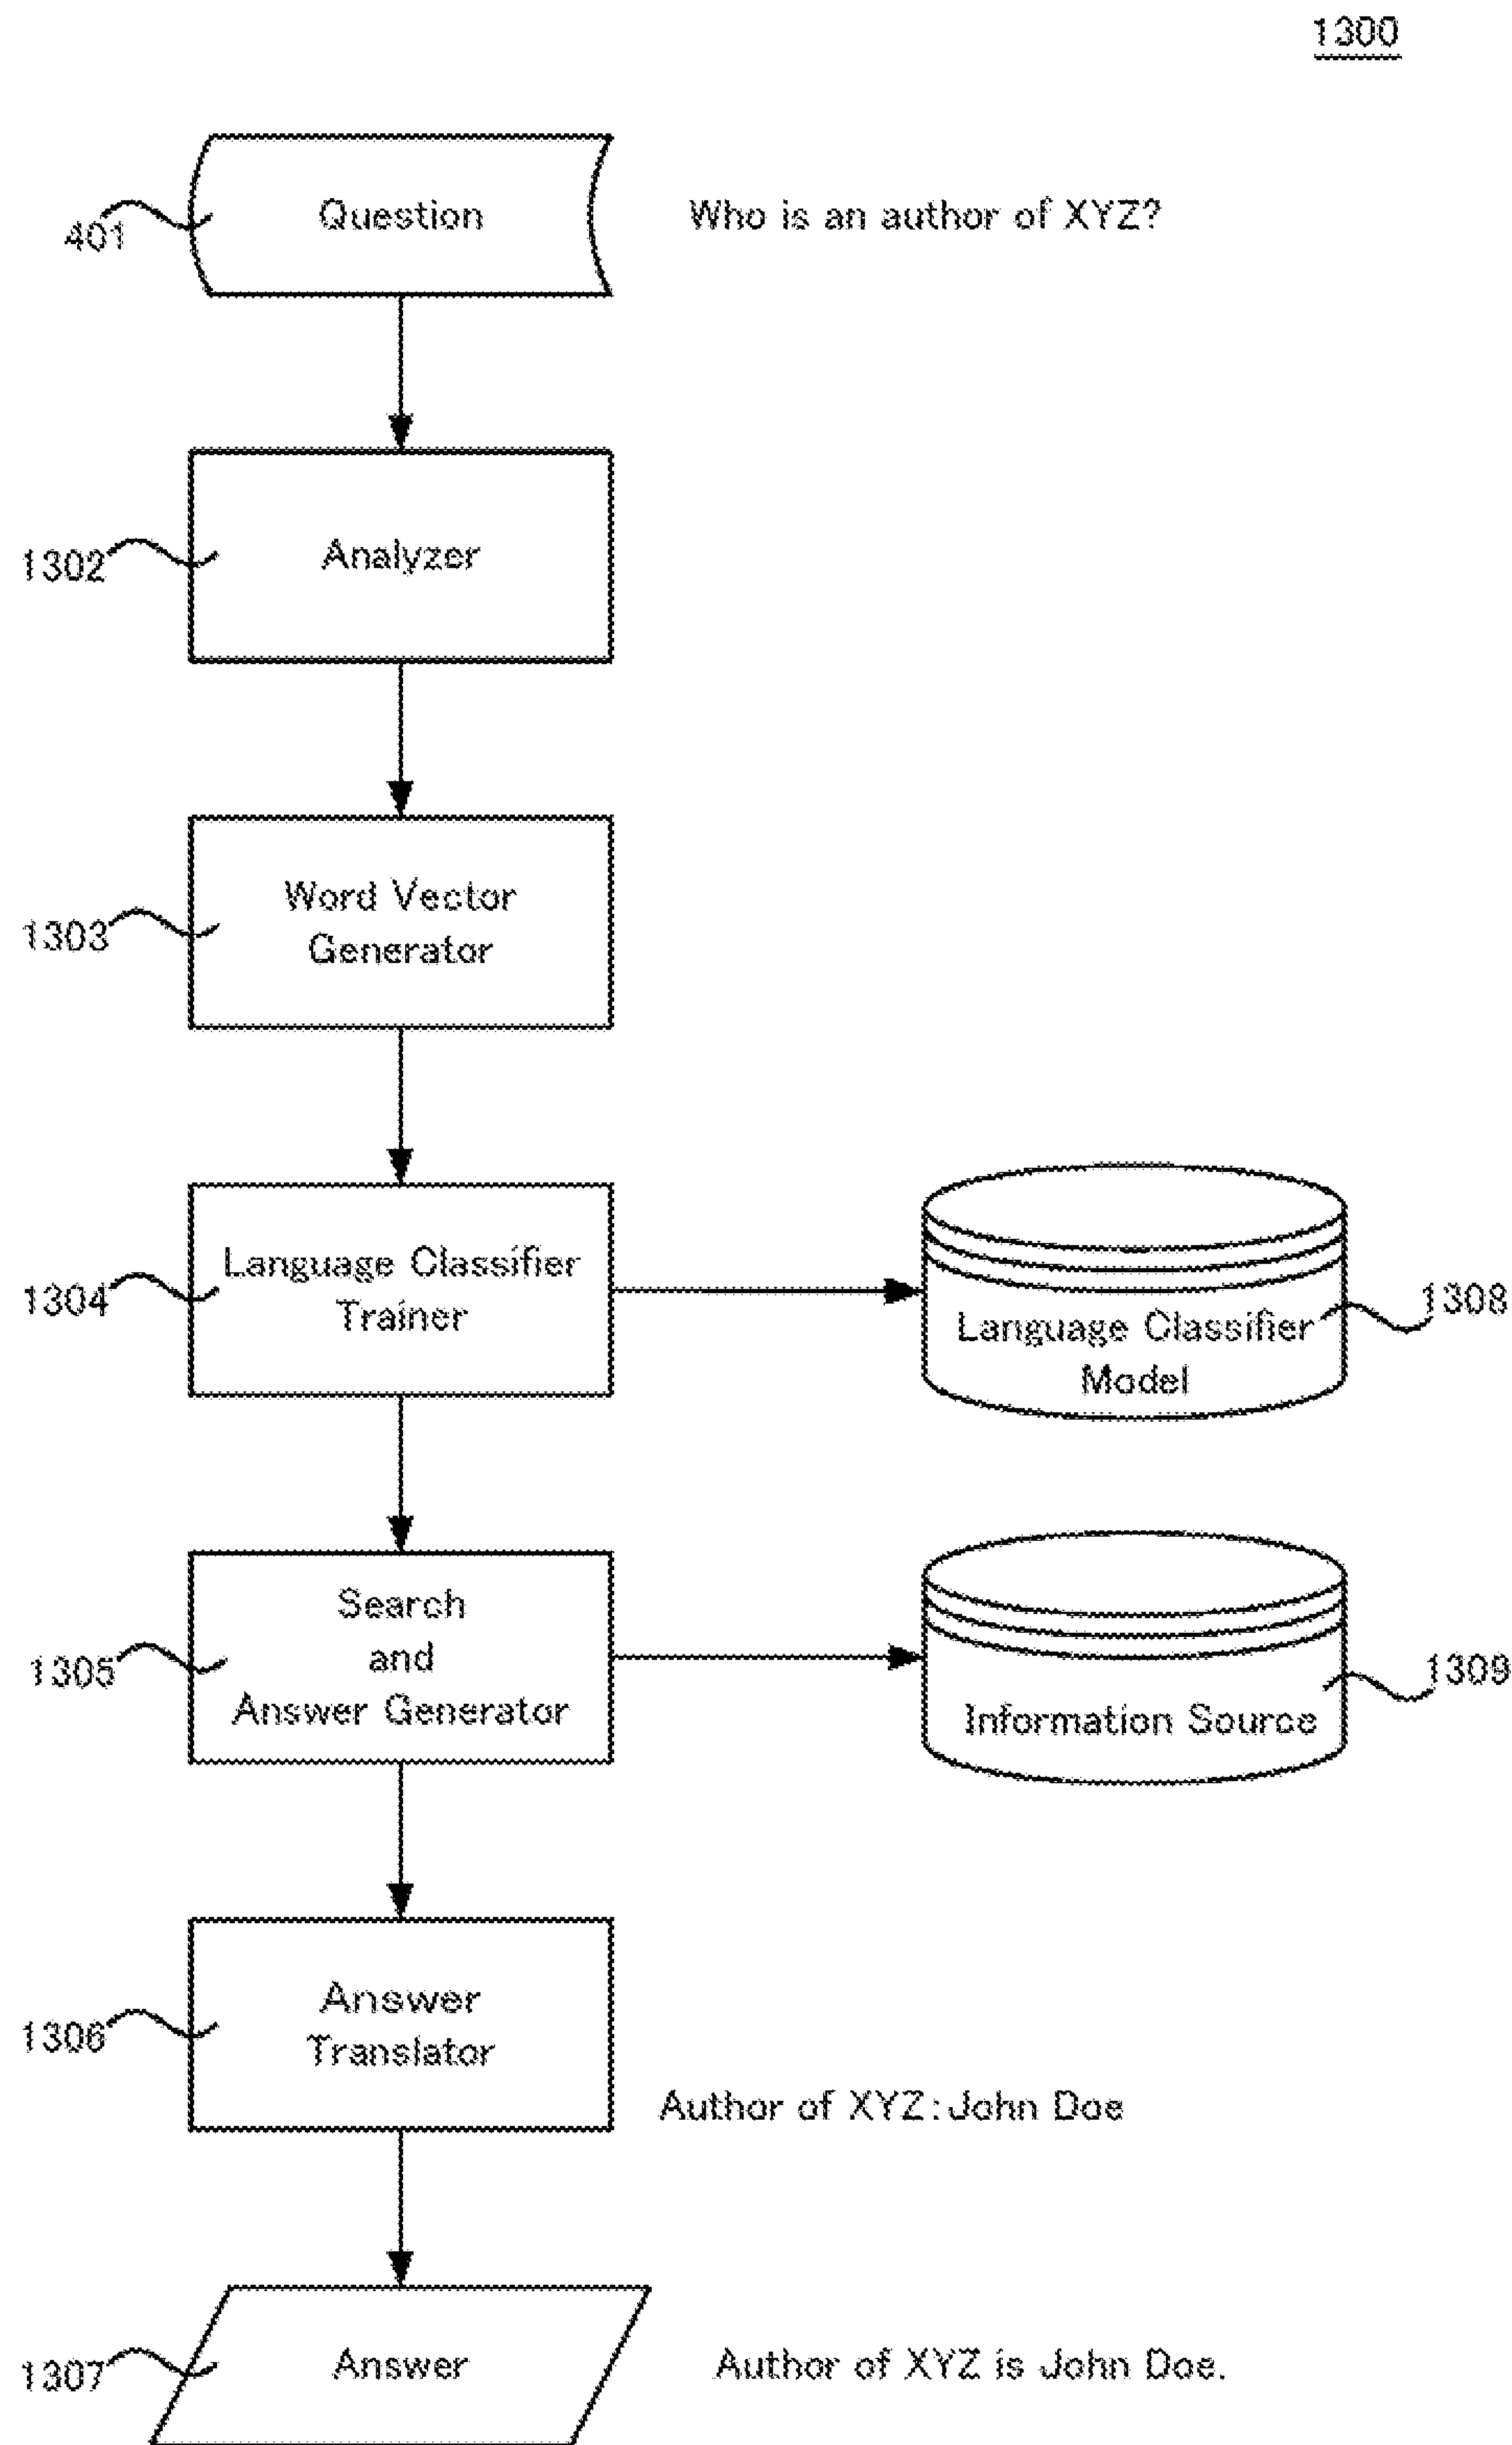 1300
401
Question
Who is an author of XYZ?
1302
Analyzer
1303
Word Vector
Generator
1304
Language Classifier
Trainer
Language Classifier
Model
1308
1305
Search
and
Answer Generator
Information Source
1309
1306
Answer
Translator
Author of XYZ:John Doe
1307
Answer
Author of XYZ is John Doe.